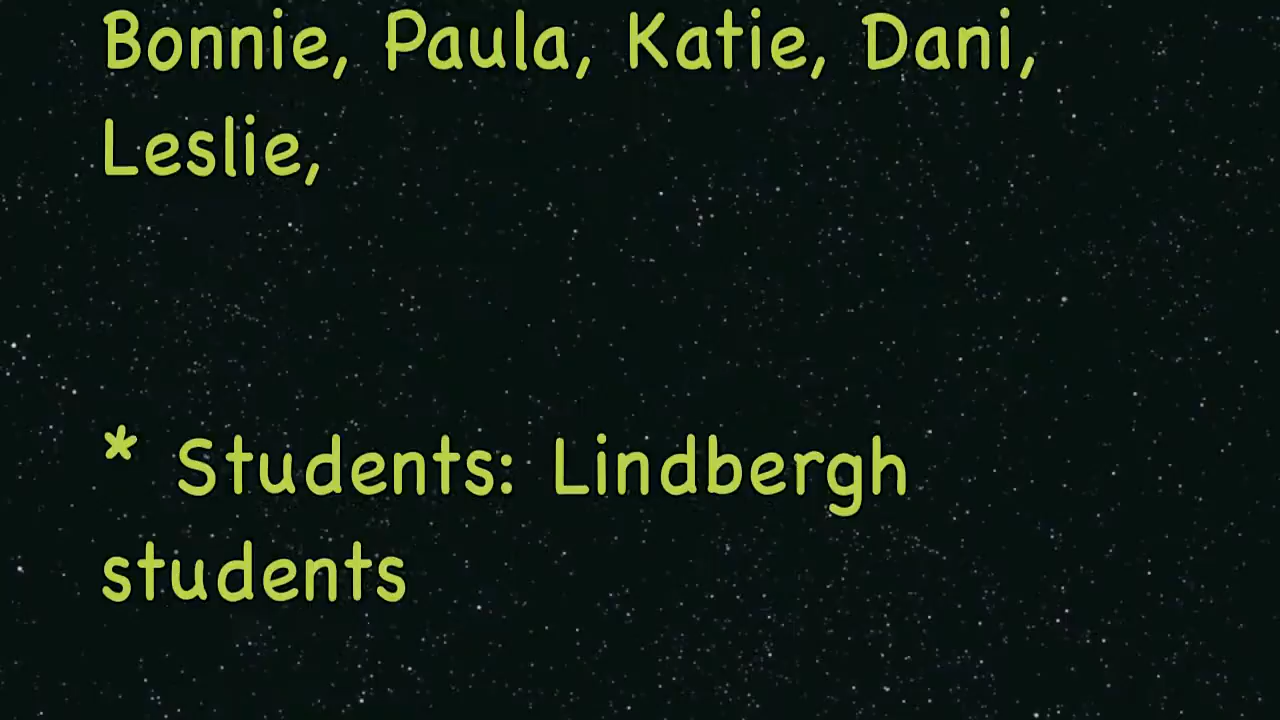 Bonnie, Paula, Katie, Dani,
Leslie,
* Students: Lindbergh
students